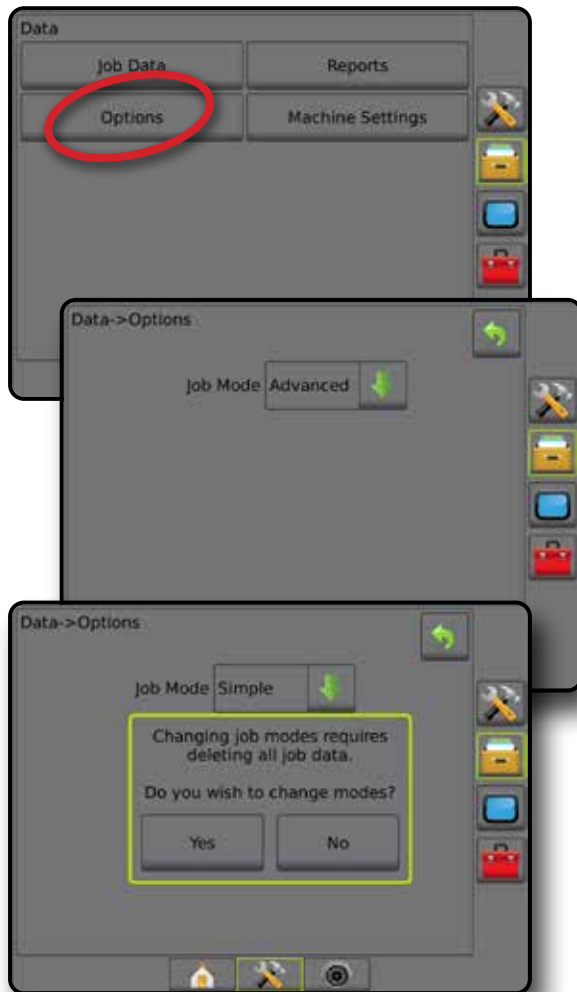 Data
Job Data Reports
Options Machine Settings
Data->Options
Job Mode Advanced
Data->Options
Job Mode Simple
Changing job modes requires
deleting all job data.
Do you wish to change modes?
Yes No